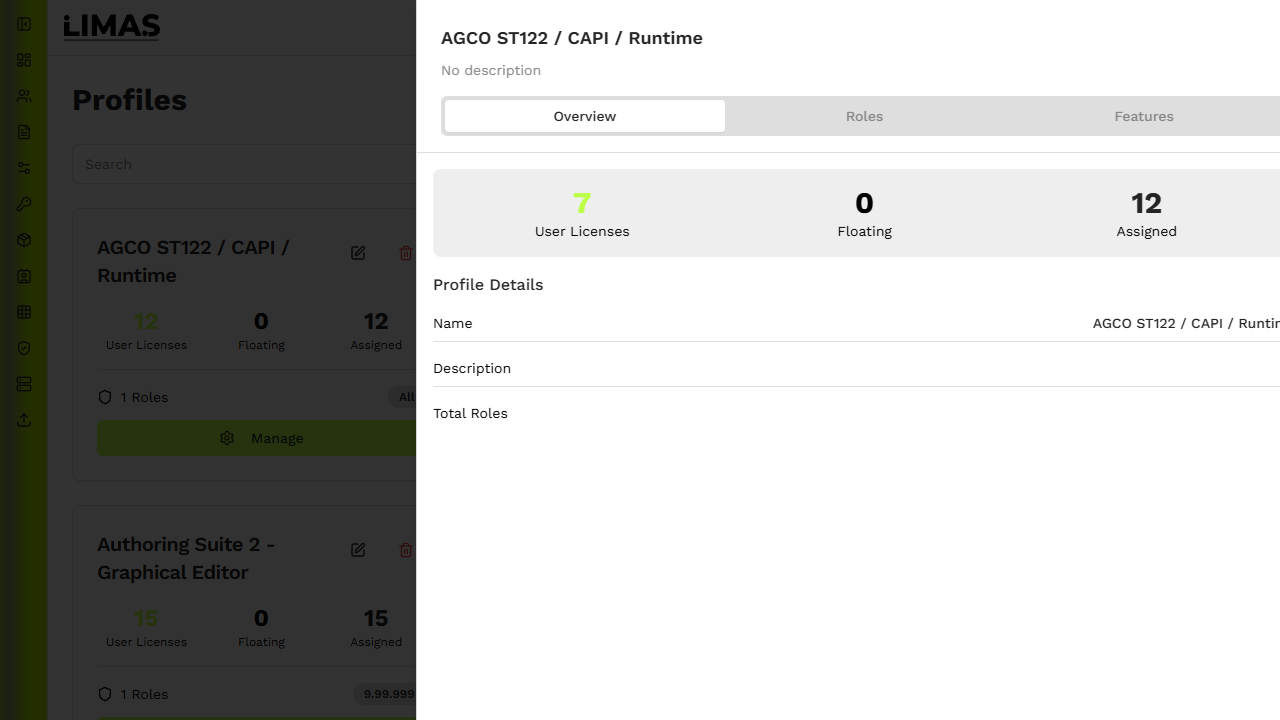 LIMAS
Profiles
Search
AGCO ST122 / CAPI /
Runtime
12
0
12
User Licenses
Floating
Assigned
1 Roles
All
Manage
Authoring Suite 2 -
Graphical Editor
15
0
15
User Licenses
Floating
Assigned
1 Roles
9.99.999
AGCO ST122 / CAPI / Runtime
No description
Overview
Roles
Features
7
0
12
User Licenses
Floating
Assigned
Profile Details
Name
AGCO ST122 / CAPI / Runtir
Description
Total Roles